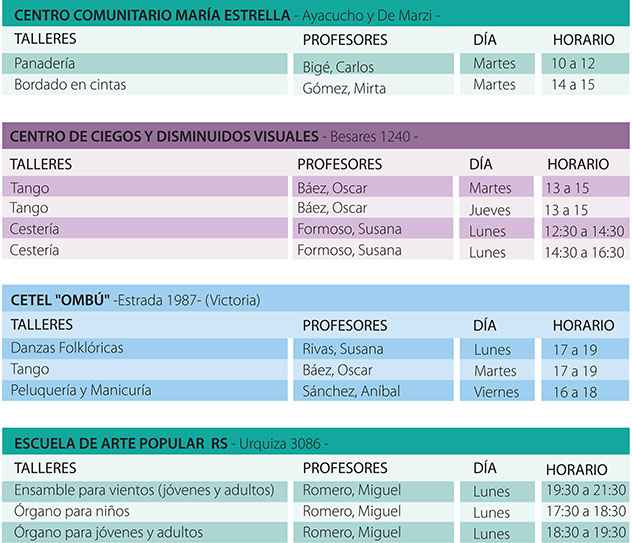 CENTRO COMUNITARIO MARÍA ESTRELLA - Ayacucho y De Marzi -
TALLERES PROFESORES DÍA HORARIO
Panadería Bigé, Carlos Martes 10 a 12
Bordado en cintas Gómez, Mirta Martes 14 a 15
CENTRO DE CIEGOS Y DISMINUIDOS VISUALES - Besares 1240 -
TALLERES PROFESORES DÍA HORARIO
Tango Báez, Oscar Martes 13 a 15
Tango Báez, Oscar Jueves 13 a 15
Cestería Formoso, Susana Lunes 12:30 a 14:30
Cestería Formoso, Susana Lunes 14:30 a 16:30
CETEL "OMBÚ" -Estrada 1987- (Victoria)
TALLERES PROFESORES DÍA HORARIO
Danzas Folklóricas Rivas, Susana Lunes 17 a 19
Tango Báez, Oscar Martes 17 a 19
Peluquería y Manicuría Sánchez, Aníbal Viernes 16 a 18
ESCUELA DE ARTE POPULAR RS - Urquiza 3086 -
TALLERES PROFESORES DÍA HORARIO
Ensamble para vientos (jóvenes y adultos) Romero, Miguel Lunes 19:30 a 21:30
Órgano para niños Romero, Miguel Lunes 17:30 a 18:30
Órgano para jóvenes y adultos Romero, Miguel Lunes 18:30 a 19:30